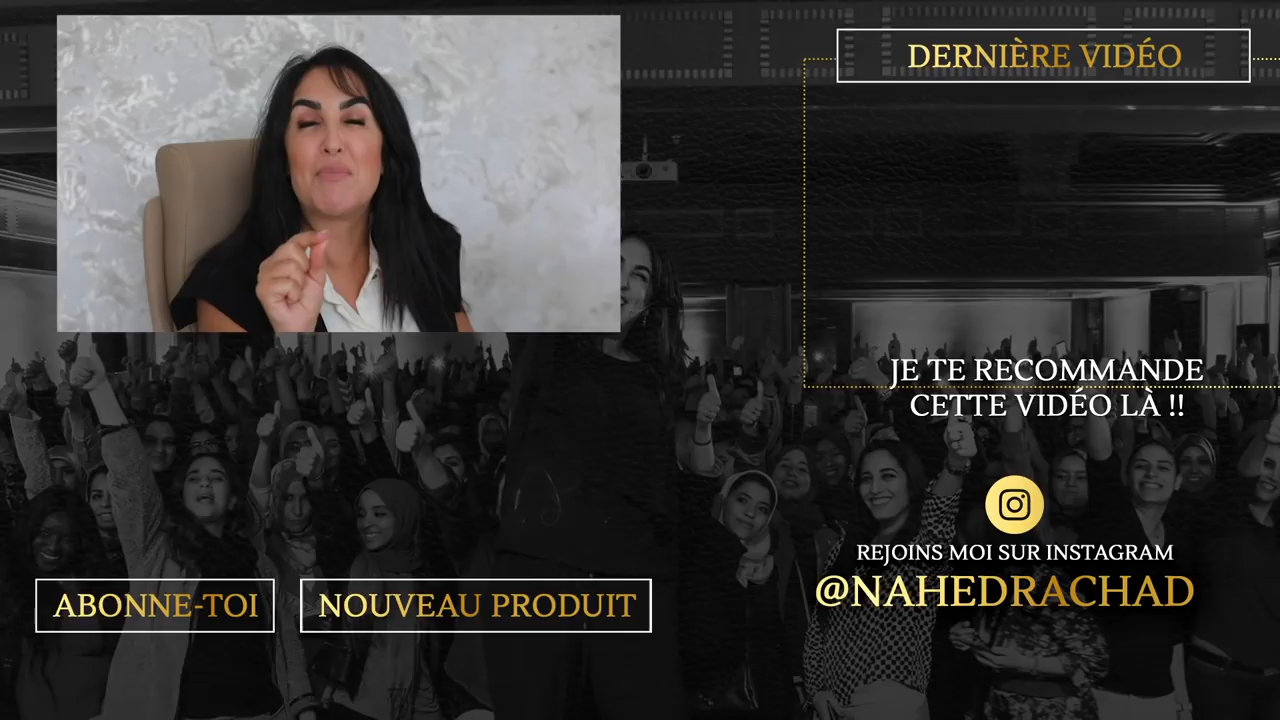 DERNIÈRE VIDÉO
JE TE RECOMMANDE
CETTE VIDÉO LÀ !!
REJOINS MOI SUR INSTAGRAM
@NAHEDRACHAD
ABONNE-TOI
NOUVEAU PRODUIT